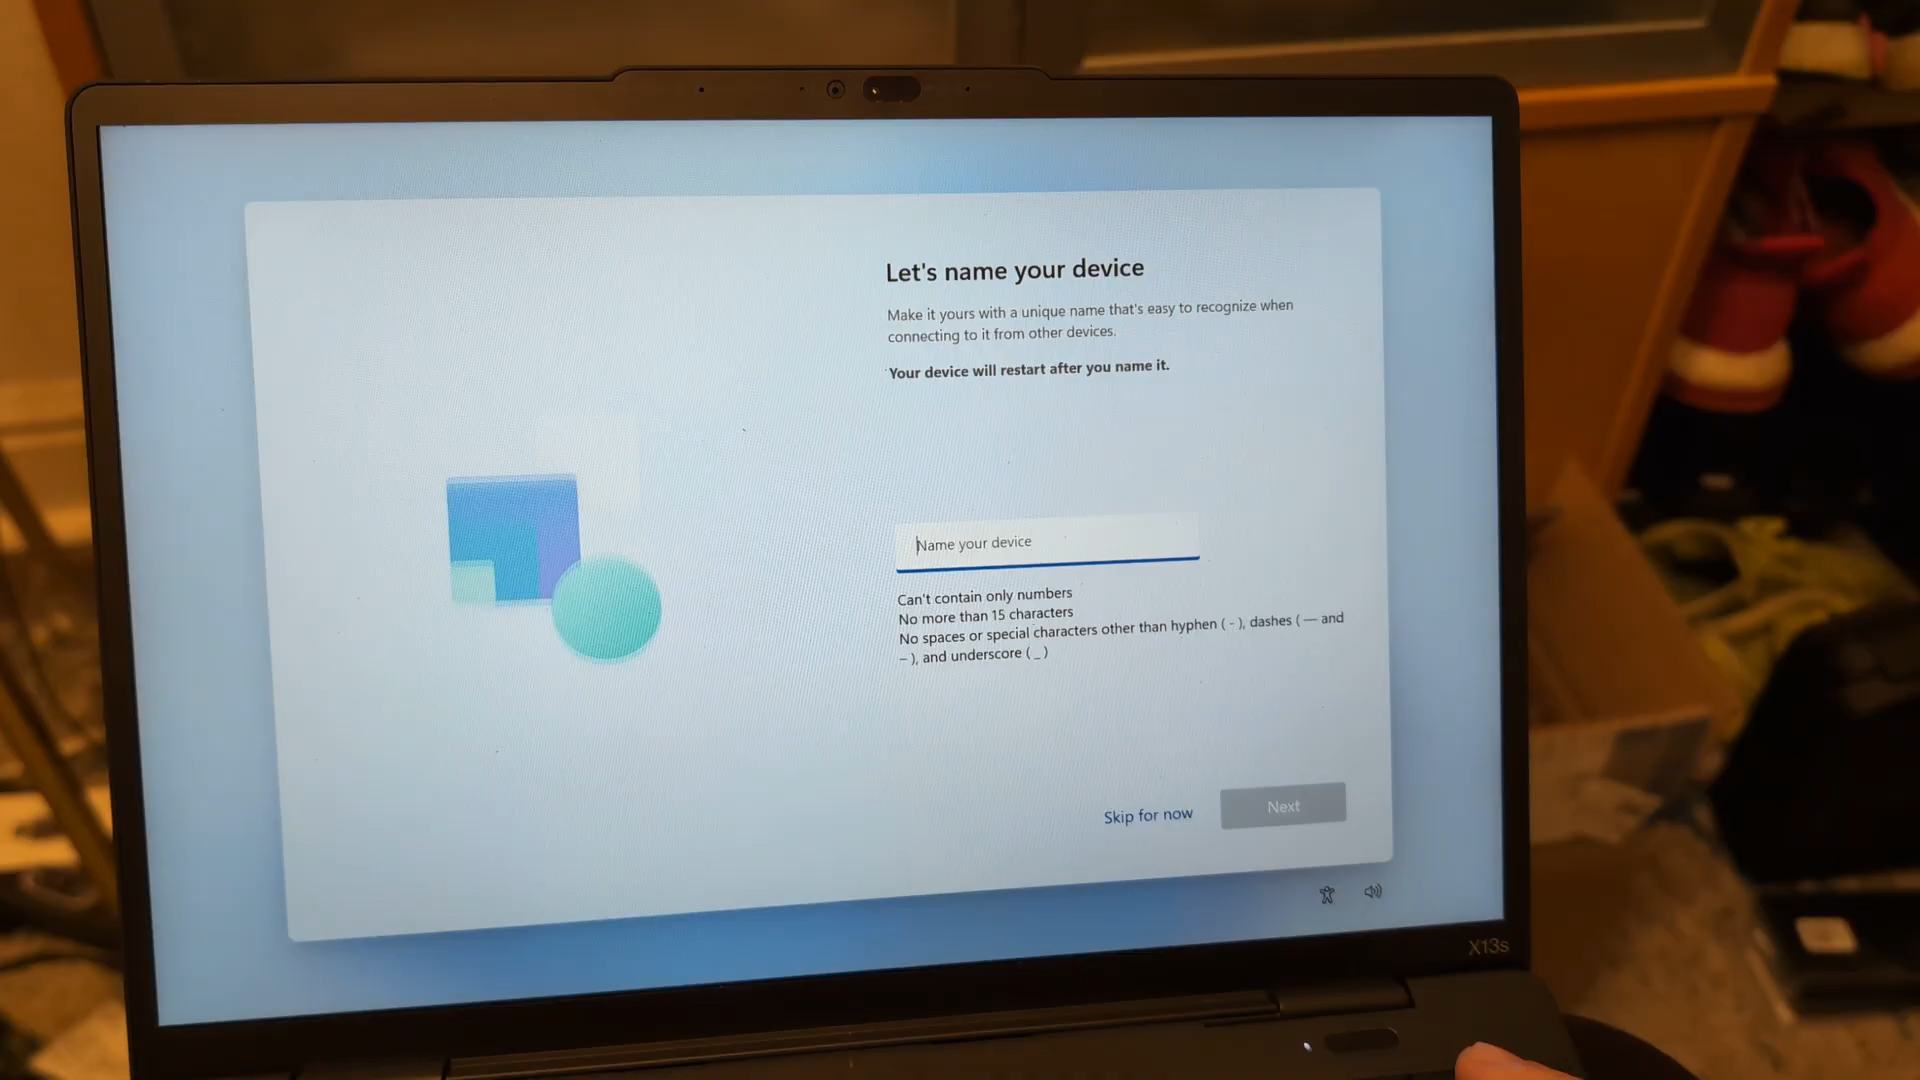 Let's name your device
Make it yours with a unique name that's easy to recognize when
connecting to it from other devices.
Your device will restart after you name it.
Name your device
Can't contain only numbers
No more than 15 characters
No spaces or special characters other than hyphen ( - ), dashes ( — and
– ), and underscore ( _ )
Skip for now
Next
X13s